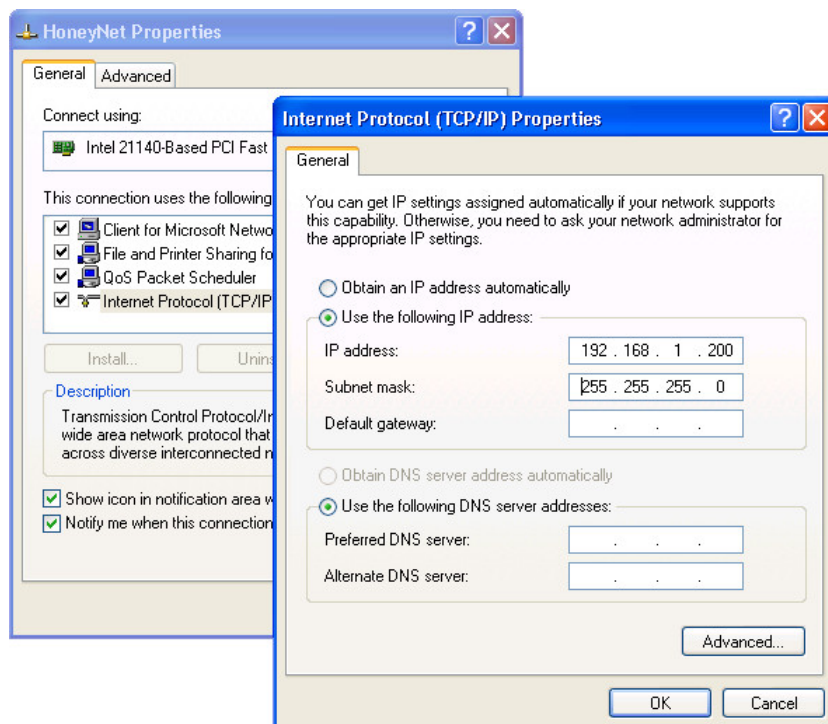 HoneyNet Properties
General Advanced
Connect using:
Intel 21140-Based PCI Fast
This connection uses the following
Client for Microsoft Netwo
File and Printer Sharing fo
QoS Packet Scheduler
Internet Protocol (TCP/IP
Install...
Unins
Description
Transmission Control Protocol/In
wide area network protocol that
across diverse interconnected n
Show icon in notification area w
Notify me when this connection
Internet Protocol (TCP/IP) Properties
General
You can get IP settings assigned automatically if your network supports
this capability. Otherwise, you need to ask your network administrator for
the appropriate IP settings.
Obtain an IP address automatically
Use the following IP address:
IP address: 192 . 168 . 1 . 200
Subnet mask: 255 . 255 . 255 . 0
Default gateway: . . .
Obtain DNS server address automatically
Use the following DNS server addresses:
Preferred DNS server: . . .
Alternate DNS server: . . .
Advanced...
OK Cancel